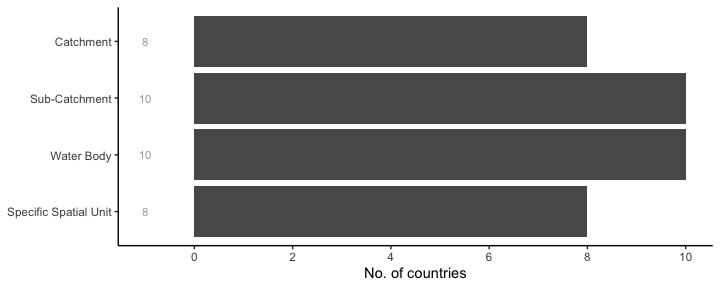 Catchment 8
Sub-Catchment 10
Water Body 10
Specific Spatial Unit 8
0 2 4 6 8 10
No. of countries